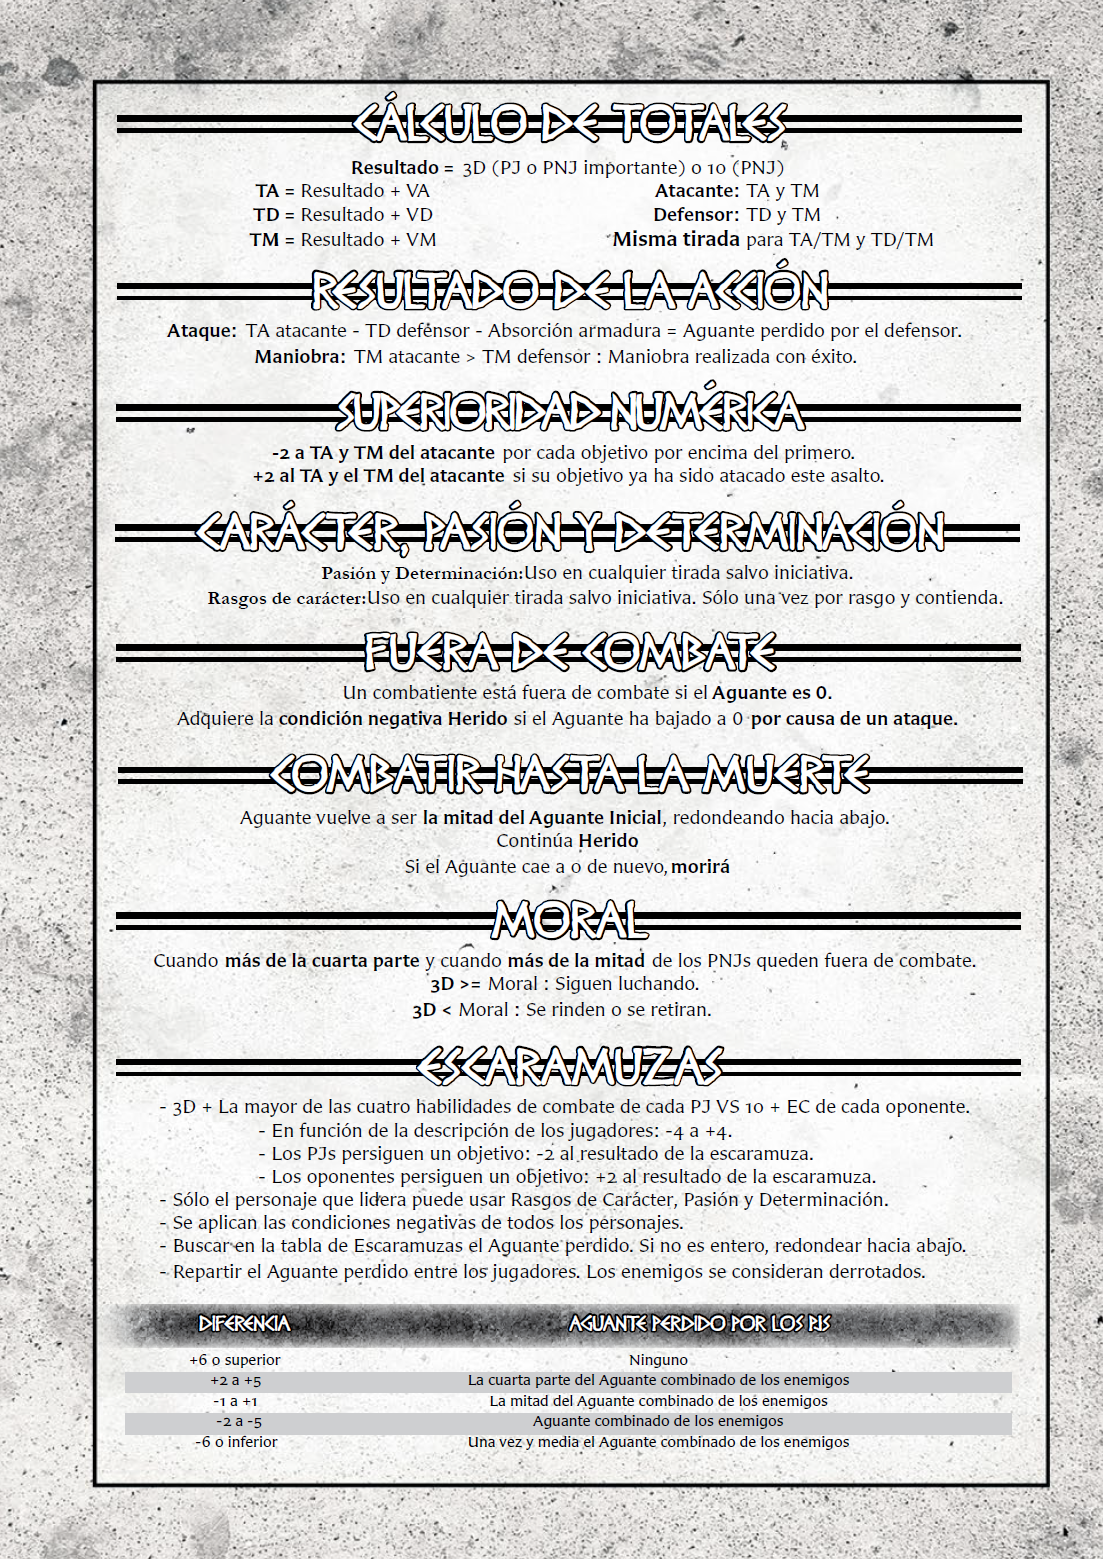 CÁLCULO DE TOTALES
Resultado = 3D (PJ o PNJ importante) o 10 (PNJ)
TA = Resultado + VA
Atacante: TA y TM
TD = Resultado + VD
Defensor: TD y TM
TM = Resultado + VM
Misma tirada para TA/TM y TD/TM
RESULTADO DE LA ACCIÓN
Ataque: TA atacante - TD defensor - Absorción armadura = Aguante perdido por el defensor.
Maniobra: TM atacante > TM defensor : Maniobra realizada con éxito.
SUPERIORIDAD NUMÉRICA
-2 a TA y TM del atacante por cada objetivo por encima del primero.
+2 al TA y el TM del atacante si su objetivo ya ha sido atacado este asalto.
CARÁCTER, PASIÓN Y DETERMINACIÓN
Pasión y Determinación:Uso en cualquier tirada salvo iniciativa.
Rasgos de carácter:Uso en cualquier tirada salvo iniciativa. Sólo una vez por rasgo y contienda.
FUERA DE COMBATE
Un combatiente está fuera de combate si el Aguante es 0.
Adquiere la condición negativa Herido si el Aguante ha bajado a 0 por causa de un ataque.
COMBATIR HASTA LA MUERTE
Aguante vuelve a ser la mitad del Aguante Inicial, redondeando hacia abajo.
Continúa Herido
Si el Aguante cae a 0 de nuevo, morirá
MORAL
Cuando más de la cuarta parte y cuando más de la mitad de los PNJs queden fuera de combate.
3D >= Moral : Siguen luchando.
3D < Moral : Se rinden o se retiran.
ESCARAMUZAS
- 3D + La mayor de las cuatro habilidades de combate de cada PJ VS 10 + EC de cada oponente.
- En función de la descripción de los jugadores: -4 a +4.
- Los PJs persiguen un objetivo: -2 al resultado de la escaramuza.
- Los oponentes persiguen un objetivo: +2 al resultado de la escaramuza.
- Sólo el personaje que lidera puede usar Rasgos de Carácter, Pasión y Determinación.
- Se aplican las condiciones negativas de todos los personajes.
- Buscar en la tabla de Escaramuzas el Aguante perdido. Si no es entero, redondear hacia abajo.
- Repartir el Aguante perdido entre los jugadores. Los enemigos se consideran derrotados.
DIFERENCIA
AGUANTE PERDIDO POR LOS PJS
+6 o superior
Ninguno
+2 a +5
La cuarta parte del Aguante combinado de los enemigos
-1 a +1
La mitad del Aguante combinado de los enemigos
-2 a -5
Aguante combinado de los enemigos
-6 o inferior
Una vez y media el Aguante combinado de los enemigos